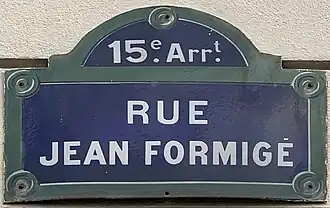 15e. Arrt.
RUE
JEAN FORMIGÉ